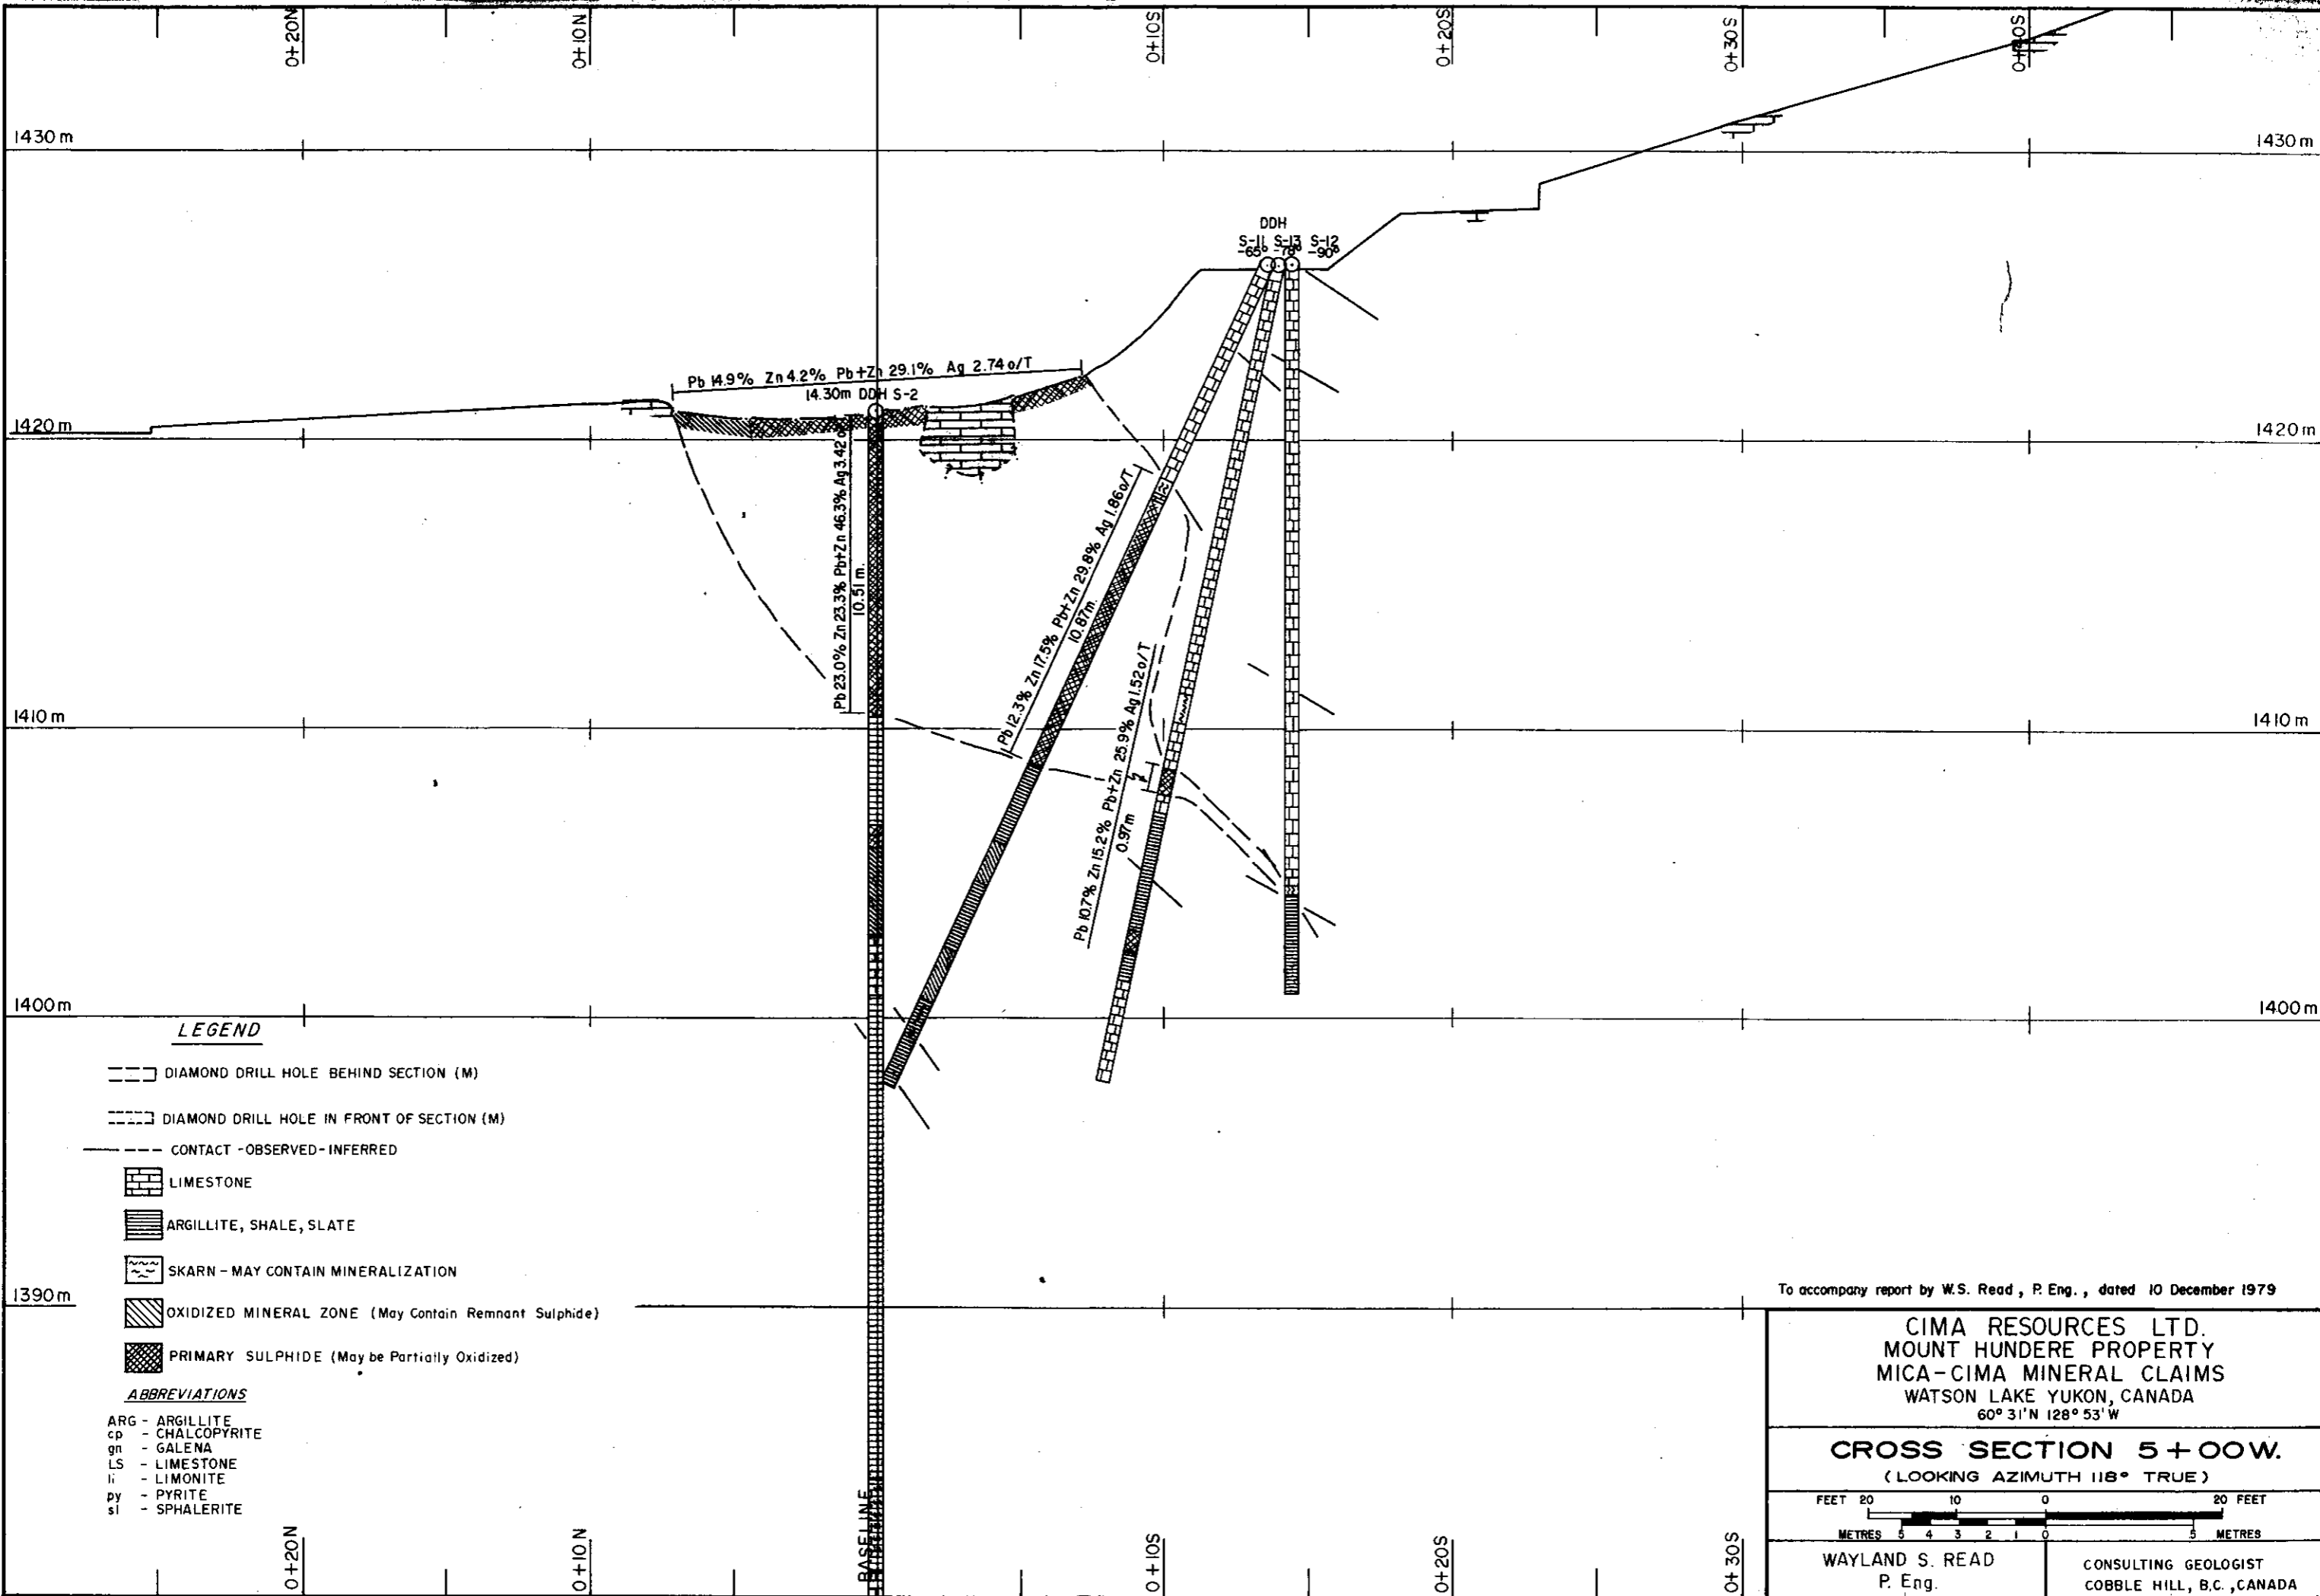 0+20N
0+10N
0+10S
0+20S
0+30S
0+40S
1430 m
1430 m
DDH
S-11 S-13 S-12
-65° -78° -90°
Pb 14.9% Zn 4.2% Pb+Zn 29.1% Ag 2.74 o/T
14.30m DDH S-2
1420 m
1420 m
Pb 23.0% Zn 23.3% Pb+Zn 46.3% Ag 3.42
10.51 m.
Pb 12.3% Zn 17.5% Pb+Zn 29.8% Ag 1.86 o/T
10.87m.
Pb 10.7% Zn 15.2% Pb+Zn 25.9% Ag 1.52 o/T
0.97m
1410 m
1410 m
1400 m
1400 m
LEGEND
DIAMOND DRILL HOLE BEHIND SECTION (M)
DIAMOND DRILL HOLE IN FRONT OF SECTION (M)
CONTACT - OBSERVED - INFERRED
LIMESTONE
ARGILLITE, SHALE, SLATE
SKARN - MAY CONTAIN MINERALIZATION
1390 m
OXIDIZED MINERAL ZONE (May Contain Remnant Sulphide)
PRIMARY SULPHIDE (May be Partially Oxidized)
ABBREVIATIONS
ARG - ARGILLITE
cp - CHALCOPYRITE
gn - GALENA
LS - LIMESTONE
li - LIMONITE
py - PYRITE
sl - SPHALERITE
0+20N
0+10N
BASELINE
0+10S
0+20S
0+30S
To accompany report by W.S. Read, P. Eng., dated 10 December 1979
CIMA RESOURCES LTD.
MOUNT HUNDERE PROPERTY
MICA-CIMA MINERAL CLAIMS
WATSON LAKE YUKON, CANADA
60° 31' N 128° 53' W
CROSS SECTION 5+00W.
(LOOKING AZIMUTH 118° TRUE)
FEET 20 10 0 20 FEET
METRES 5 4 3 2 1 0 5 METRES
WAYLAND S. READ
P. Eng.
CONSULTING GEOLOGIST
COBBLE HILL, B.C., CANADA